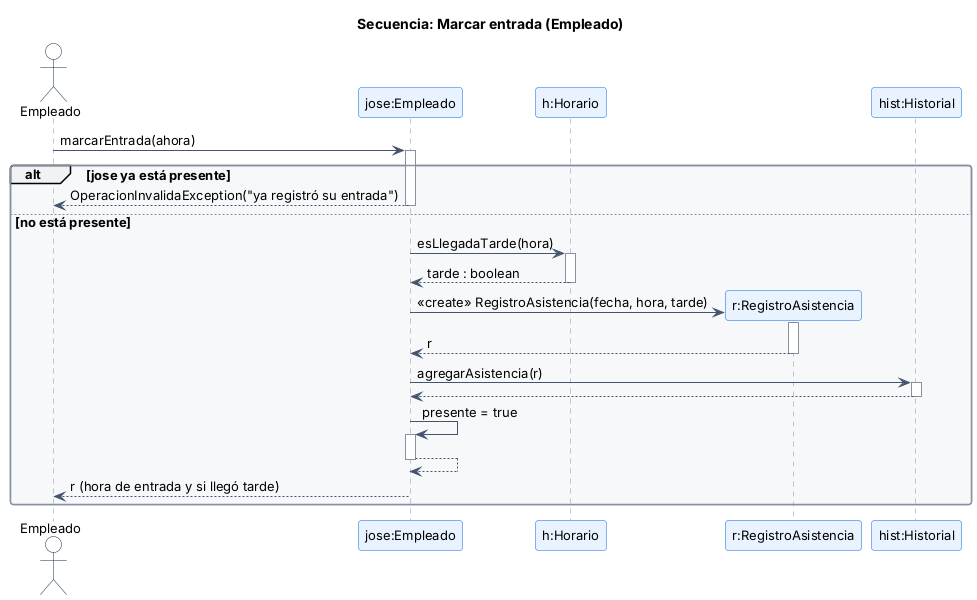 Secuencia: Marcar entrada (Empleado)
Empleado
jose:Empleado
h:Horario
hist:Historial
marcarEntrada(ahora)
alt
[jose ya está presente]
OperacionInvalidaException("ya registró su entrada")
[no está presente]
esLlegadaTarde(hora)
tarde : boolean
«create» RegistroAsistencia(fecha, hora, tarde)
r:RegistroAsistencia
r
agregarAsistencia(r)
presente = true
r (hora de entrada y si llegó tarde)
Empleado
jose:Empleado
h:Horario
r:RegistroAsistencia
hist:Historial